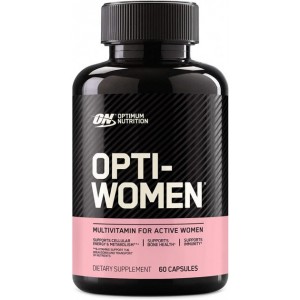 ON OPTIMUM NUTRITION
OPTI-
WOMEN
MULTIVITAMIN FOR ACTIVE WOMEN
SUPPORTS CELLULAR
ENERGY & METABOLISM
SUPPORTS
BONE HEALTH
SUPPORTS
IMMUNITY
DIETARY SUPPLEMENT 60 CAPSULES